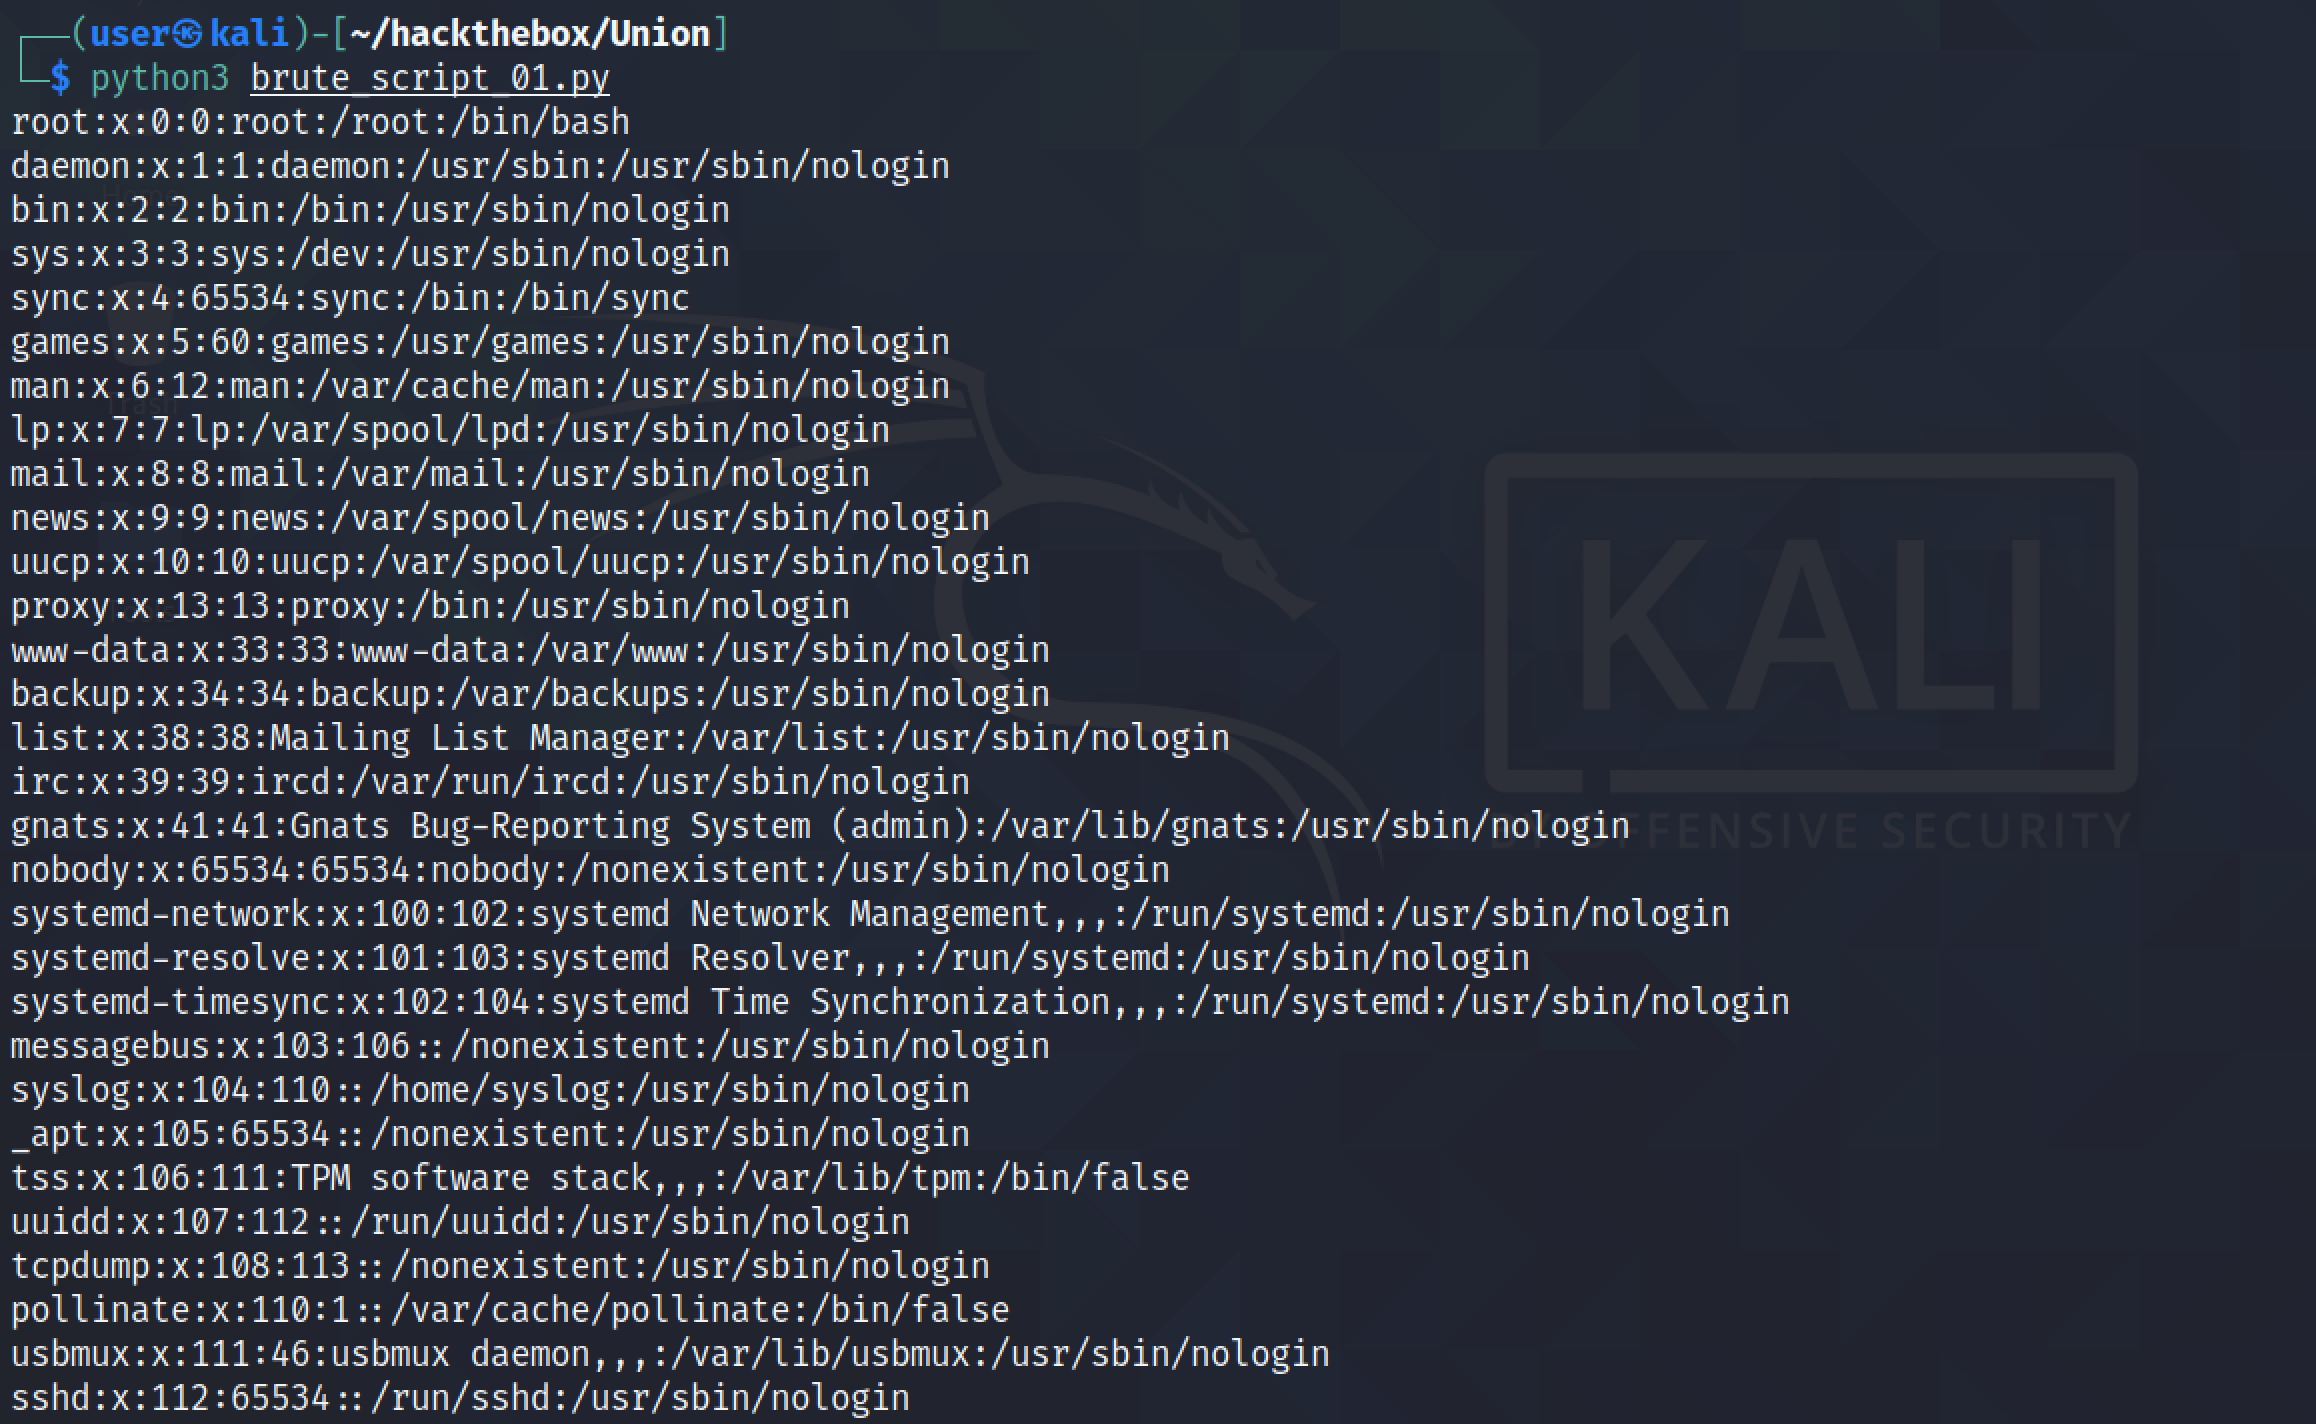 ┌──(user㉿kali)-[~/hackthebox/Union]
└─$ python3 brute_script_01.py
root:x:0:0:root:/root:/bin/bash
daemon:x:1:1:daemon:/usr/sbin:/usr/sbin/nologin
bin:x:2:2:bin:/bin:/usr/sbin/nologin
sys:x:3:3:sys:/dev:/usr/sbin/nologin
sync:x:4:65534:sync:/bin:/bin/sync
games:x:5:60:games:/usr/games:/usr/sbin/nologin
man:x:6:12:man:/var/cache/man:/usr/sbin/nologin
lp:x:7:7:lp:/var/spool/lpd:/usr/sbin/nologin
mail:x:8:8:mail:/var/mail:/usr/sbin/nologin
news:x:9:9:news:/var/spool/news:/usr/sbin/nologin
uucp:x:10:10:uucp:/var/spool/uucp:/usr/sbin/nologin
proxy:x:13:13:proxy:/bin:/usr/sbin/nologin
www-data:x:33:33:www-data:/var/www:/usr/sbin/nologin
backup:x:34:34:backup:/var/backups:/usr/sbin/nologin
list:x:38:38:Mailing List Manager:/var/list:/usr/sbin/nologin
irc:x:39:39:ircd:/var/run/ircd:/usr/sbin/nologin
gnats:x:41:41:Gnats Bug-Reporting System (admin):/var/lib/gnats:/usr/sbin/nologin
nobody:x:65534:65534:nobody:/nonexistent:/usr/sbin/nologin
systemd-network:x:100:102:systemd Network Management,,,:/run/systemd:/usr/sbin/nologin
systemd-resolve:x:101:103:systemd Resolver,,,:/run/systemd:/usr/sbin/nologin
systemd-timesync:x:102:104:systemd Time Synchronization,,,:/run/systemd:/usr/sbin/nologin
messagebus:x:103:106::/nonexistent:/usr/sbin/nologin
syslog:x:104:110::/home/syslog:/usr/sbin/nologin
_apt:x:105:65534::/nonexistent:/usr/sbin/nologin
tss:x:106:111:TPM software stack,,,:/var/lib/tpm:/bin/false
uuidd:x:107:112::/run/uuidd:/usr/sbin/nologin
tcpdump:x:108:113::/nonexistent:/usr/sbin/nologin
pollinate:x:110:1::/var/cache/pollinate:/bin/false
usbmux:x:111:46:usbmux daemon,,,:/var/lib/usbmux:/usr/sbin/nologin
sshd:x:112:65534::/run/sshd:/usr/sbin/nologin
Home
Trash
KALI
OFFENSIVE SECURITY